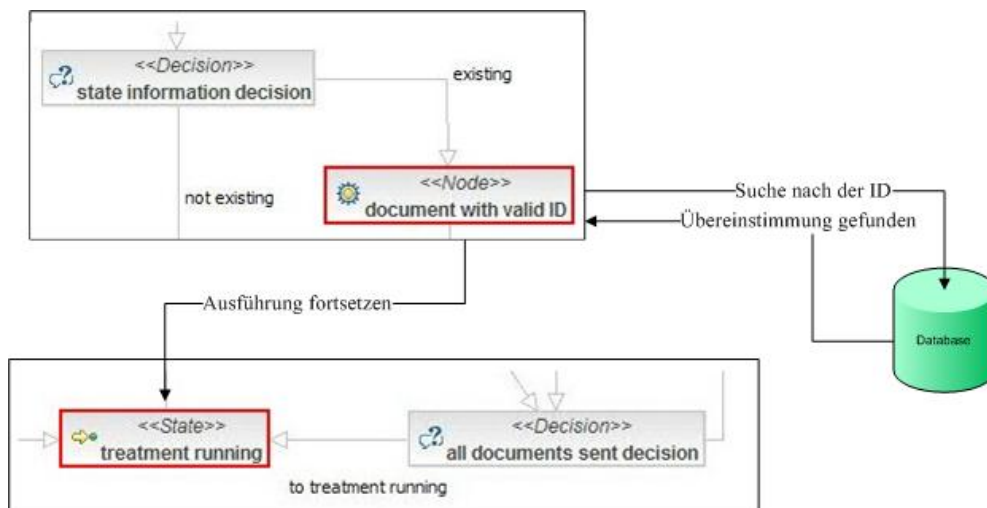 <<Decision>>
state information decision
existing
not existing
<<Node>>
document with valid ID
Suche nach der ID
Übereinstimmung gefunden
Ausführung fortsetzen
Database
<<State>>
treatment running
<<Decision>>
all documents sent decision
to treatment running